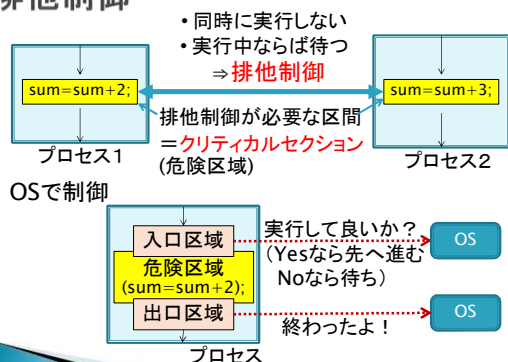 排他制御
• 同時に実行しない
• 実行中ならば待つ
⇒排他制御
sum=sum+2;
sum=sum+3;
排他制御が必要な区間
＝クリティカルセクション
(危険区域)
プロセス１
プロセス２
OSで制御
入口区域
実行して良いか？
（Yesなら先へ進む
Noなら待ち）
OS
危険区域
(sum=sum+2);
出口区域
終わったよ！
OS
プロセス